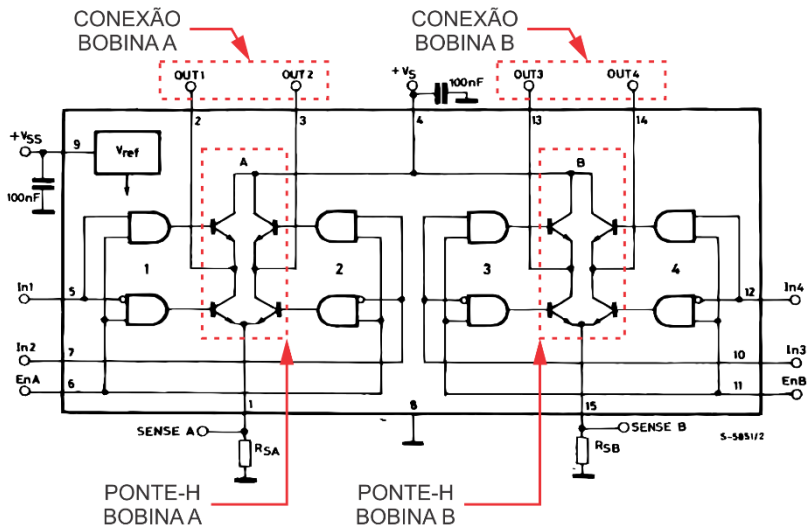 CONEXÃO
BOBINA A
CONEXÃO
BOBINA B
OUT1
OUT2
+VS
100nF
OUT3
OUT4
2
3
4
13
14
+VSS
9
Vref
100nF
A
B
1
2
3
4
In1
5
12
In4
In2
7
10
In3
EnA
6
11
EnB
1
8
15
SENSE A
RSA
SENSE B
RSB
S-5851/2
PONTE-H
BOBINA A
PONTE-H
BOBINA B